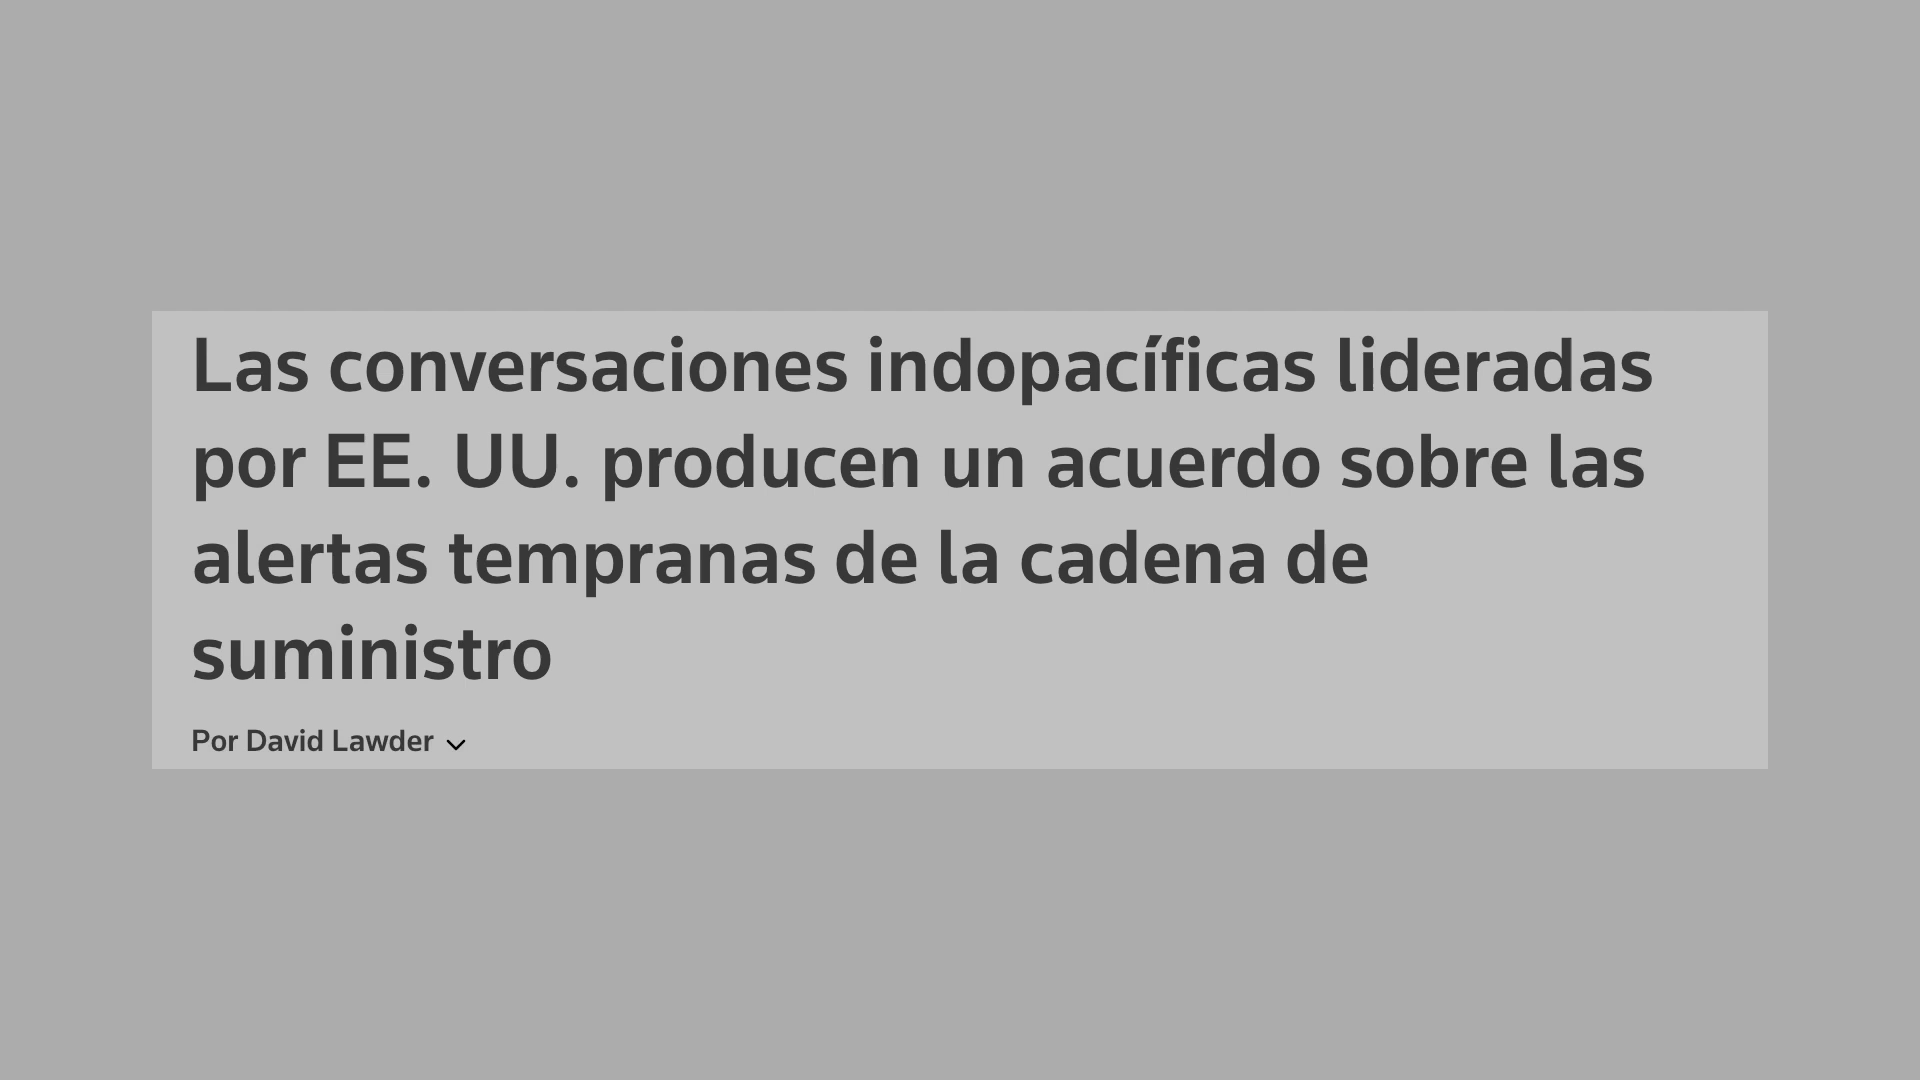 Las conversaciones indopacíficas lideradas
por EE. UU. producen un acuerdo sobre las
alertas tempranas de la cadena de
suministro
Por David Lawder